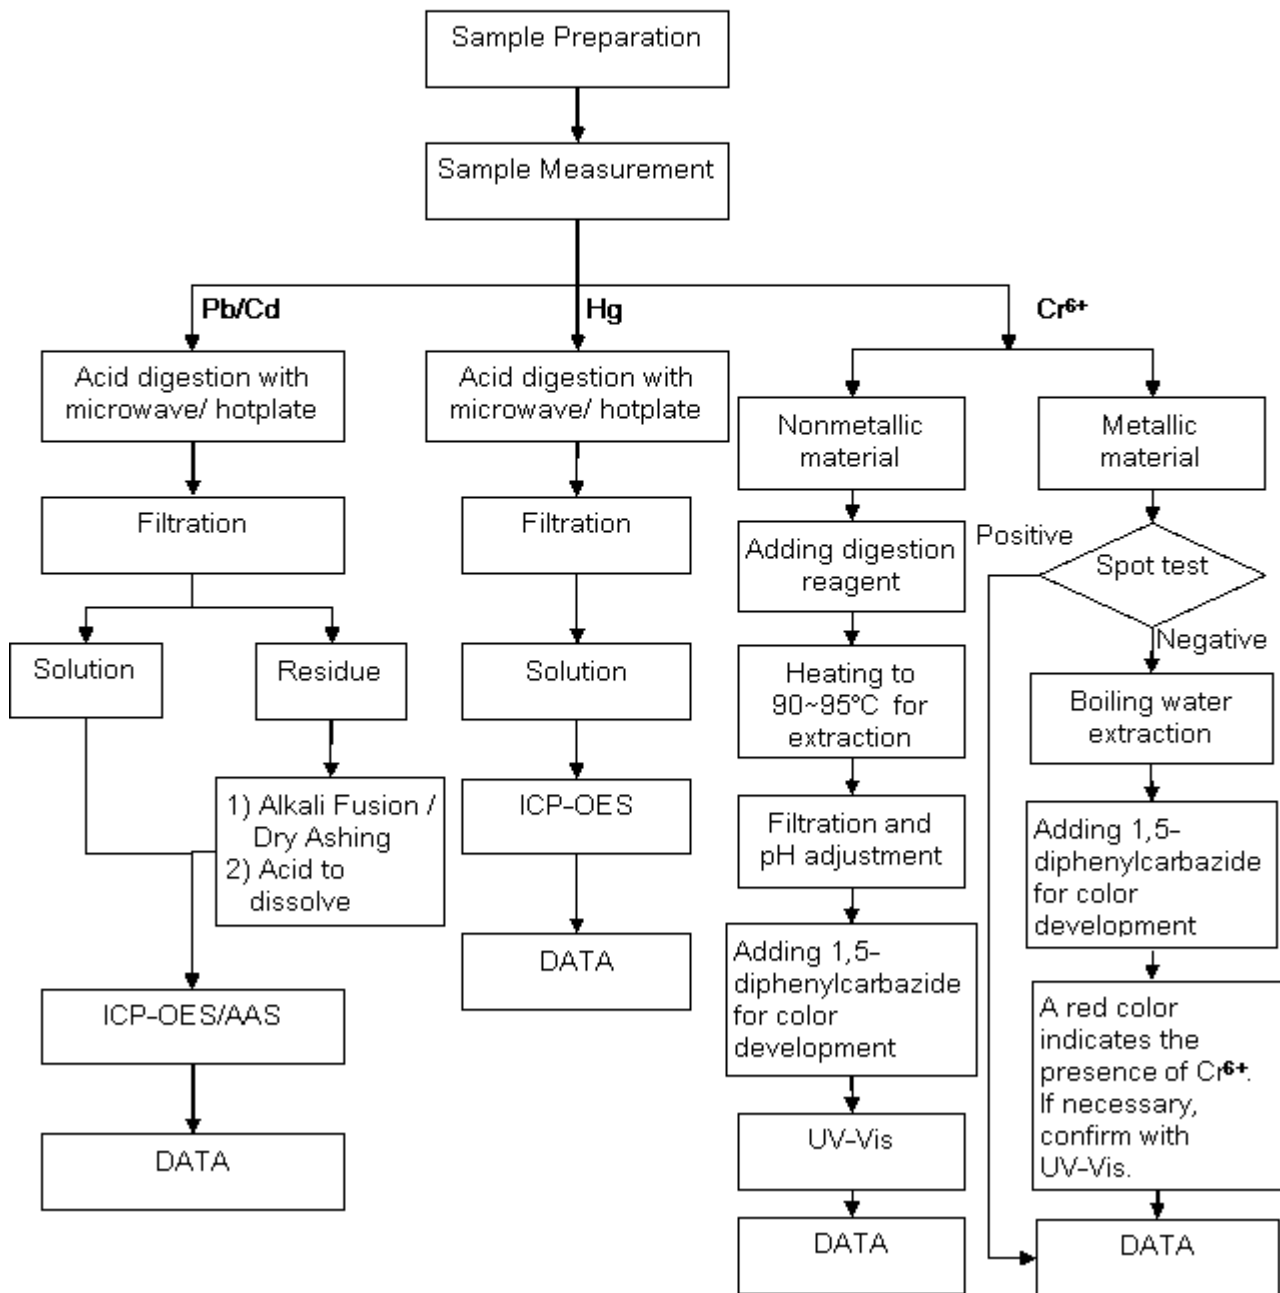 Sample Preparation
Sample Measurement
Pb/Cd
Hg
Cr⁶⁺
Acid digestion with
microwave/ hotplate
Filtration
Solution
Residue
1) Alkali Fusion /
Dry Ashing
2) Acid to
dissolve
ICP-OES/AAS
DATA
Acid digestion with
microwave/ hotplate
Filtration
Solution
ICP-OES
DATA
Nonmetallic
material
Adding digestion
reagent
Heating to
90~95°C for
extraction
Filtration and
pH adjustment
Adding 1,5-
diphenylcarbazide
for color
development
UV-Vis
DATA
Metallic
material
Positive
Spot test
Negative
Boiling water
extraction
Adding 1,5-
diphenylcarbazide
for color
development
A red color
indicates the
presence of Cr⁶⁺.
If necessary,
confirm with
UV-Vis.
DATA